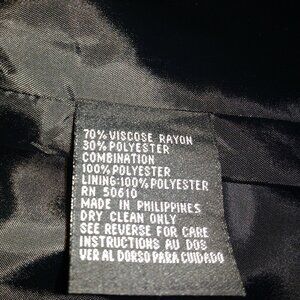 70% VISCOSE RAYON
30% POLYESTER
COMBINATION
100% POLYESTER
LINING:100% POLYESTER
RN 50610
MADE IN PHILIPPINES
DRY CLEAN ONLY
SEE REVERSE FOR CARE
INSTRUCTIONS AU DOS
VER AL DORSO PARA CUIDADO